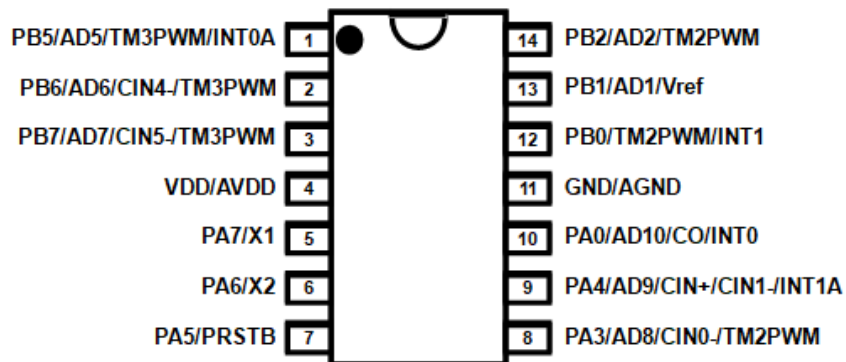 PB5/AD5/TM3PWM/INT0A 1 14 PB2/AD2/TM2PWM
PB6/AD6/CIN4-/TM3PWM 2 13 PB1/AD1/Vref
PB7/AD7/CIN5-/TM3PWM 3 12 PB0/TM2PWM/INT1
VDD/AVDD 4 11 GND/AGND
PA7/X1 5 10 PA0/AD10/CO/INT0
PA6/X2 6 9 PA4/AD9/CIN+/CIN1-/INT1A
PA5/PRSTB 7 8 PA3/AD8/CIN0-/TM2PWM